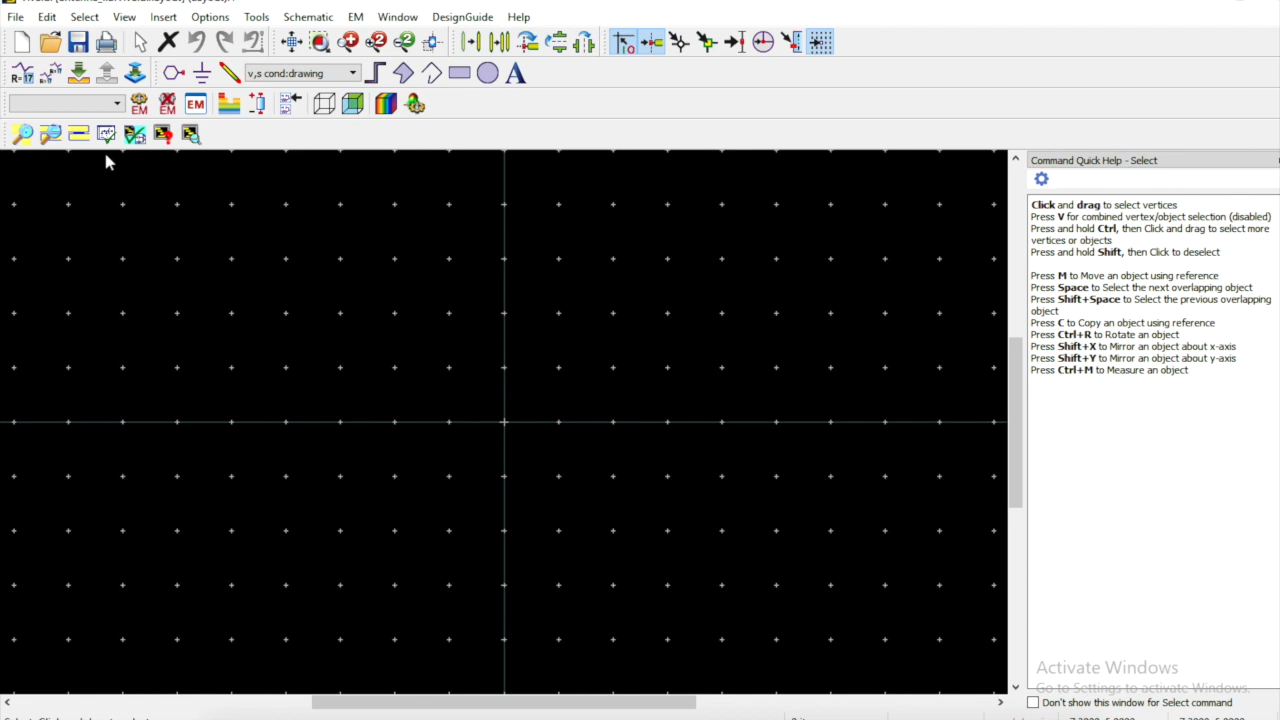 File Edit Select View Insert Options Tools Schematic EM Window DesignGuide Help
R=17 v,s cond:drawing A
EM EM EM
Command Quick Help - Select
Click and drag to select vertices
Press V for combined vertex/object selection (disabled)
Press and hold Ctrl, then Click and drag to select more
vertices or objects
Press and hold Shift, then Click to deselect
Press M to Move an object using reference
Press Space to Select the next overlapping object
Press Shift+Space to Select the previous overlapping
object
Press C to Copy an object using reference
Press Ctrl+R to Rotate an object
Press Shift+X to Mirror an object about x-axis
Press Shift+Y to Mirror an object about y-axis
Press Ctrl+M to Measure an object
Activate Windows
Go to Settings to activate Windows.
Don't show this window for Select command